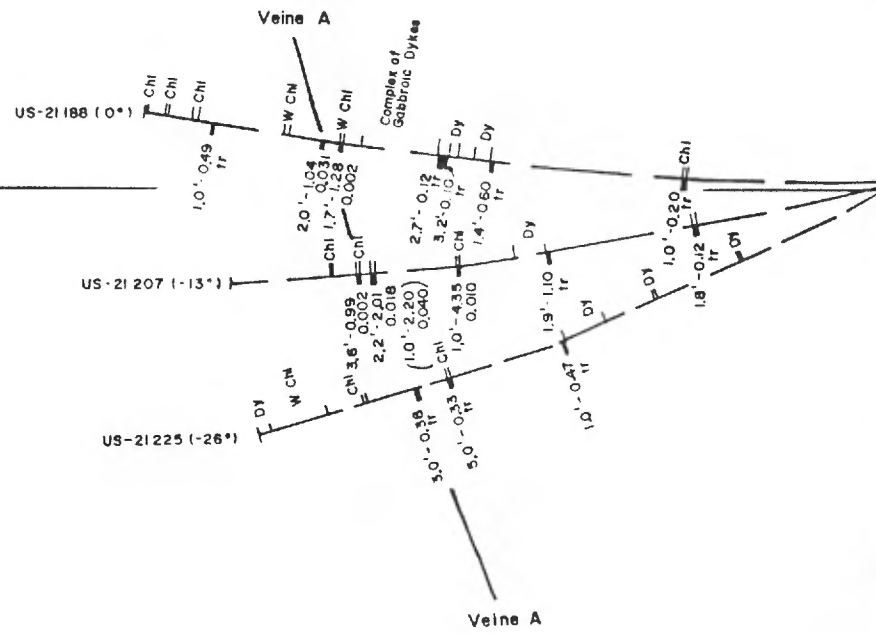 Veine A
Chl
Chl
Chl
US-21188 (0°)
W Chl
W Chl
Complex of
Gabbroic Dykes
Dy
Dy
Chl
1.0'-0.49
tr
2.0'-1.04
0.031
1.7'-1.28
0.002
2.7'-0.12
tr
3.2'-0.10
tr
1.4'-0.60
tr
1.0'-0.20
tr
US-21207 (-13°)
Chl
Chl
Chl
Dy
3.6'-0.99
0.002
2.2'-2.01
0.018
(1.0'-2.20
0.040)
1.0'-4.35
0.010
1.9'-1.10
tr
1.8'-0.12
tr
US-21225 (-26°)
Dy
W Chl
Chl
Chl
Dy
Dy
Dy
3.0'-0.38
tr
5.0'-0.33
tr
1.0'-0.47
tr
Veine A